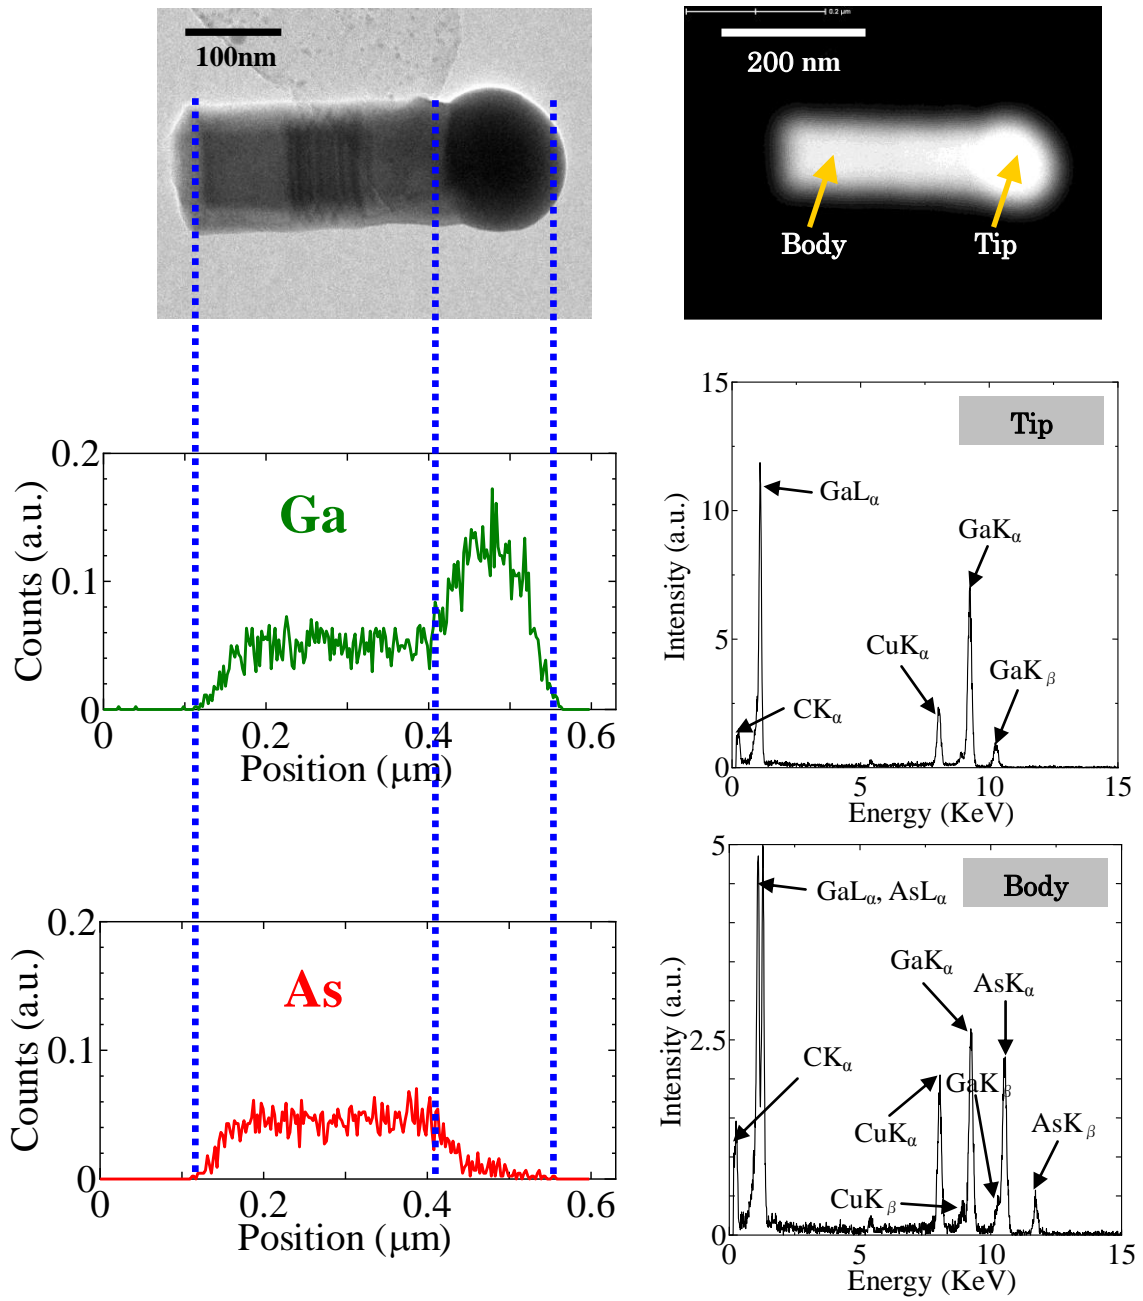 100nm
0.2 µm
200 nm
Body
Tip
0.2
0.1
0
Counts (a.u.)
Ga
0
0.2
0.4
0.6
Position (μm)
15
10
5
0
Intensity (a.u.)
Tip
GaLα
GaKα
CuKα
GaKβ
CKα
0
5
10
15
Energy (KeV)
0.2
0.1
0
Counts (a.u.)
As
0
0.2
0.4
0.6
Position (μm)
5
2.5
0
Intensity (a.u.)
Body
GaLα, AsLα
GaKα
AsKα
CKα
GaKβ
CuKα
AsKβ
CuKβ
0
5
10
15
Energy (KeV)